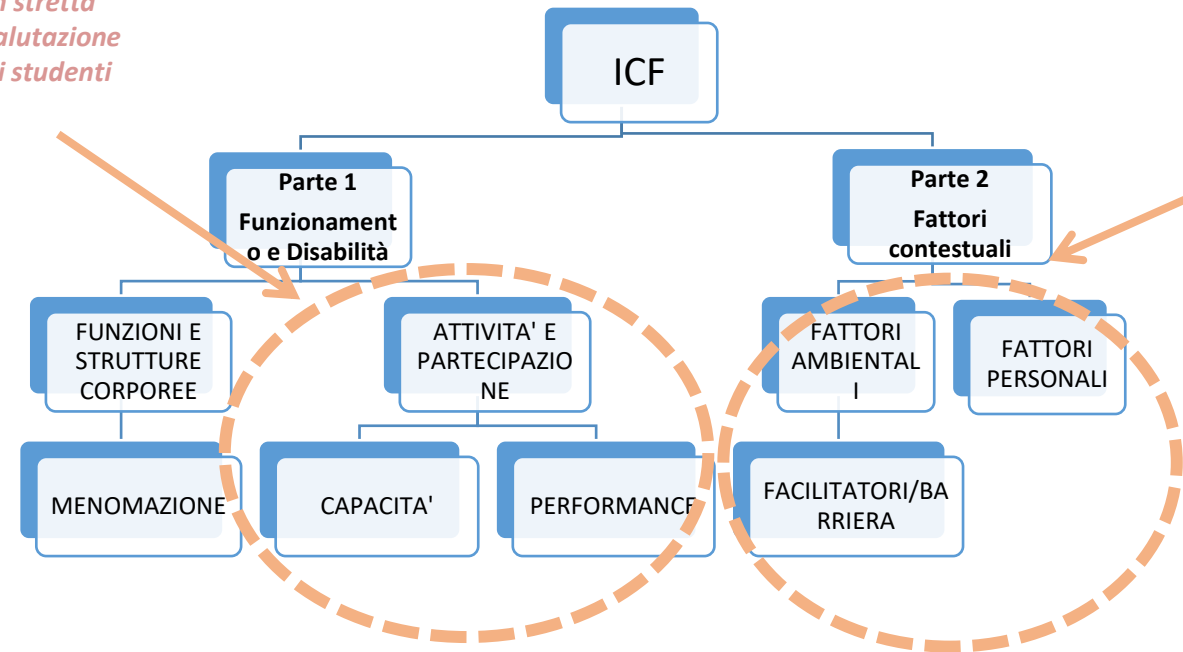 stretta
alutazione
i studenti
ICF
Parte 1
Funzionament
o e Disabilità
Parte 2
Fattori
contestuali
FUNZIONI E
STRUTTURE
CORPOREE
ATTIVITA' E
PARTECIPAZIO
NE
FATTORI
AMBIENTAL
I
FATTORI
PERSONALI
MENOMAZIONE
CAPACITA'
PERFORMANCE
FACILITATORI/BA
RRIERA